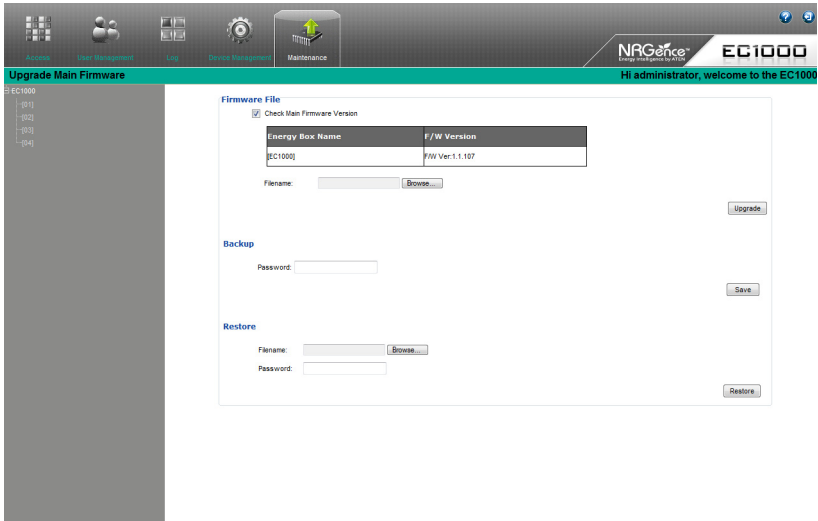 Access
User Management
Log
Device Management
Maintenance
NRGence™
Energy Intelligence by ATEN
EC1000
Upgrade Main Firmware
Hi administrator, welcome to the EC1000
EC1000
[01]
[02]
[03]
[04]
Firmware File
Check Main Firmware Version
Energy Box Name
F/W Version
[EC1000]
F/W Ver:1.1.107
Filename:
Browse...
Upgrade
Backup
Password:
Save
Restore
Filename:
Browse...
Password:
Restore